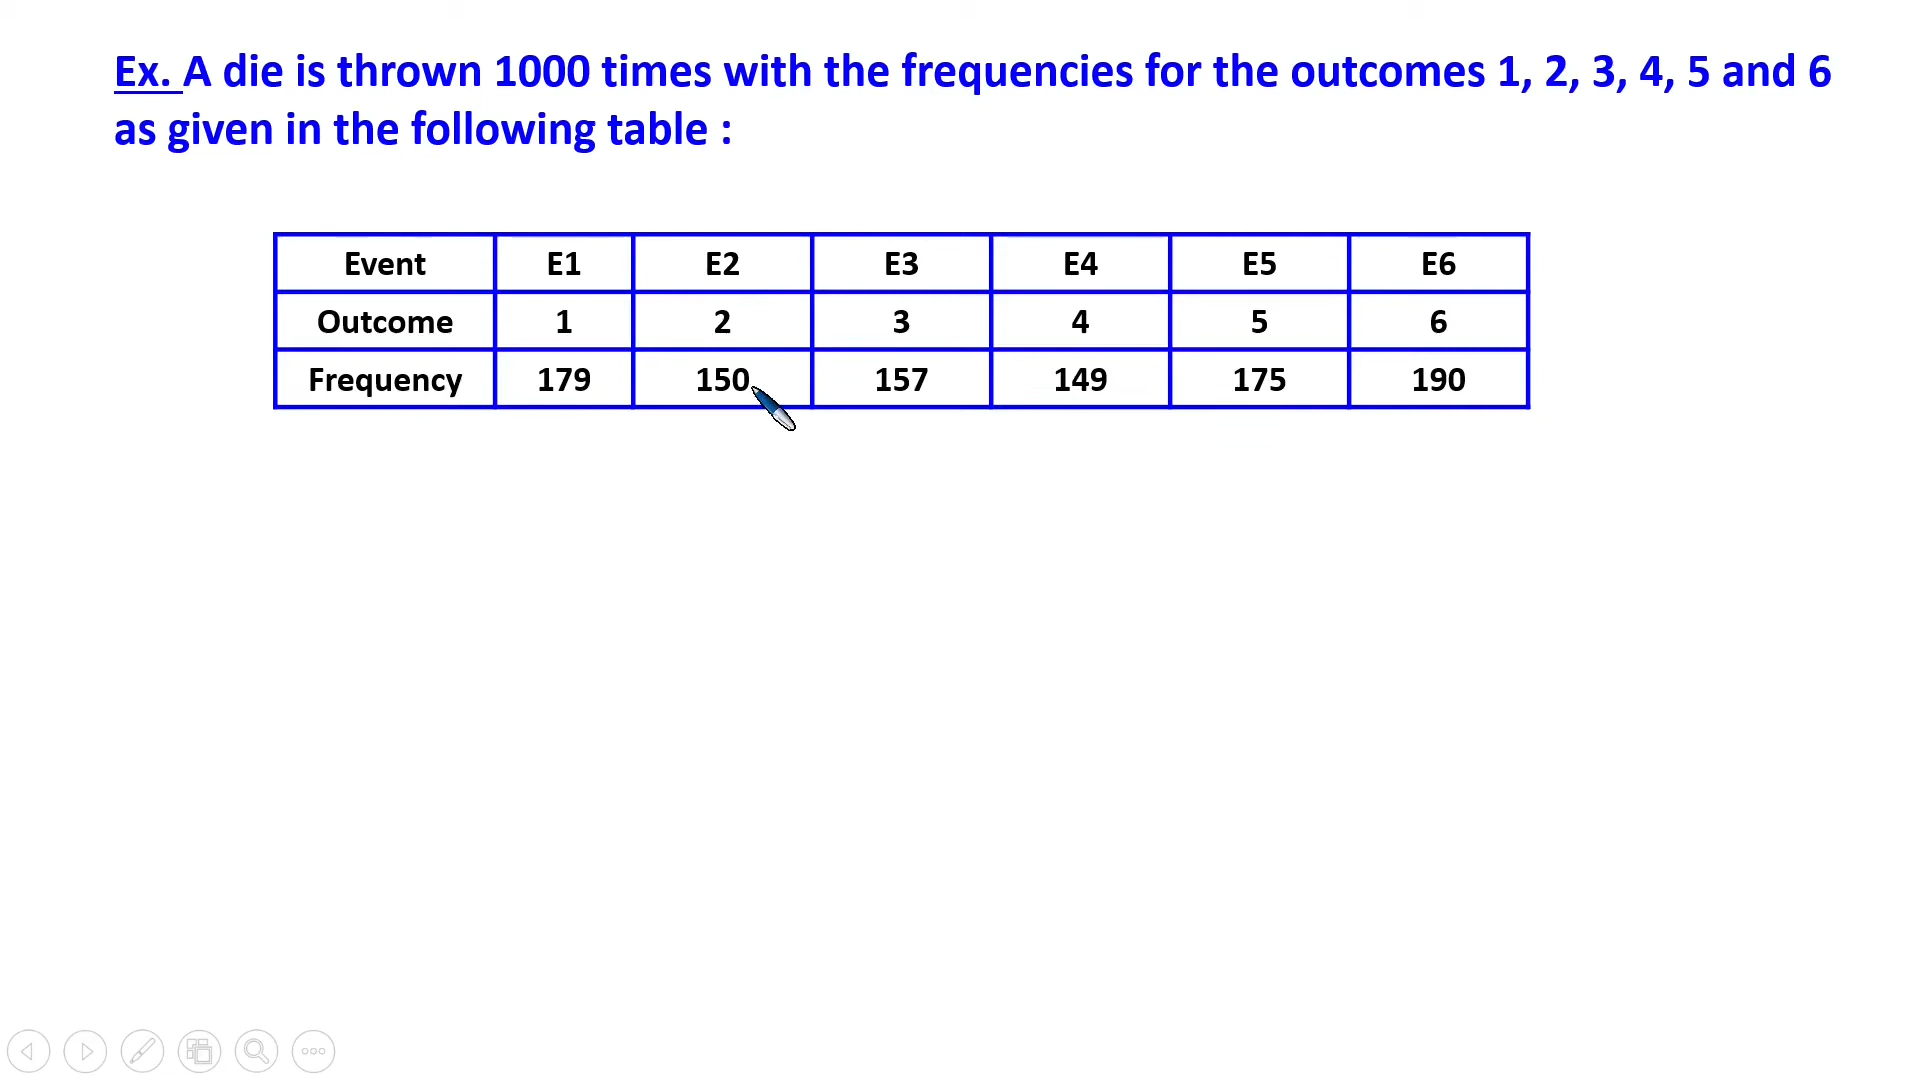 Ex. A die is thrown 1000 times with the frequencies for the outcomes 1, 2, 3, 4, 5 and 6
as given in the following table :
Event E1 E2 E3 E4 E5 E6
Outcome 1 2 3 4 5 6
Frequency 179 150 157 149 175 190